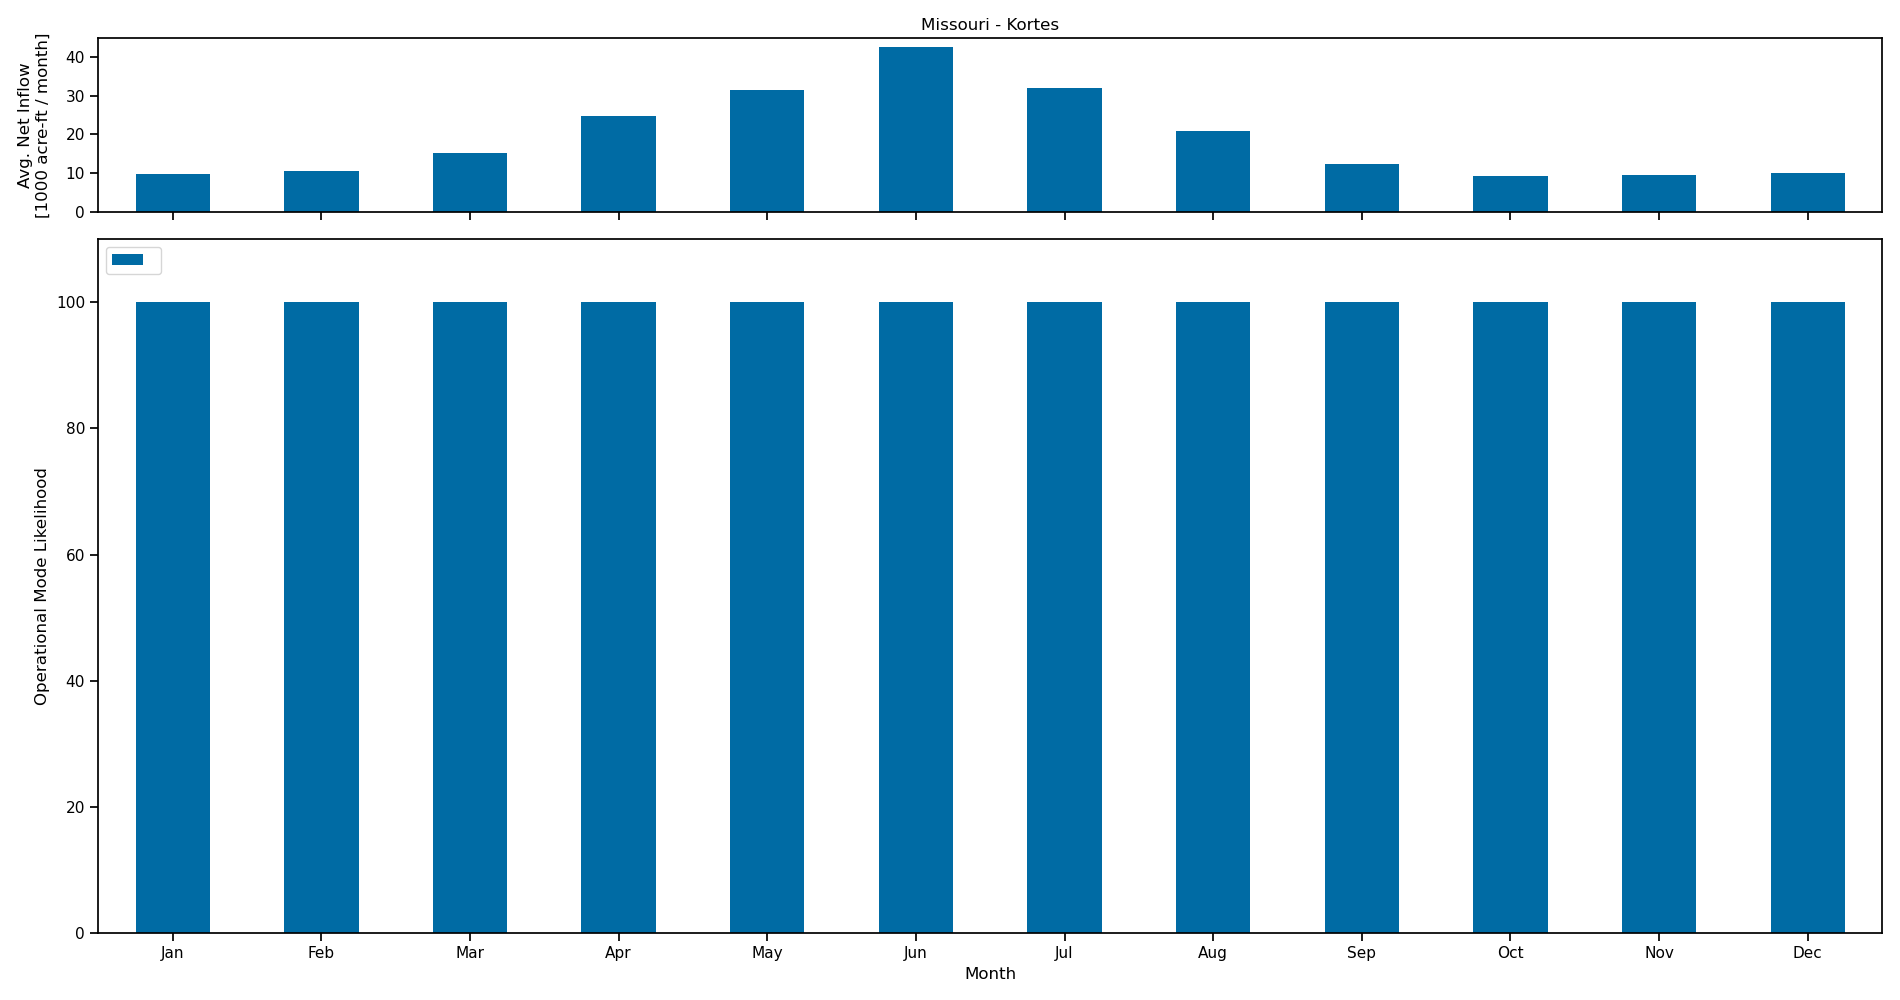 Missouri - Kortes
Avg. Net Inflow
[1000 acre-ft / month]
40
30
20
10
0
Operational Mode Likelihood
100
80
60
40
20
0
Jan Feb Mar Apr May Jun Jul Aug Sep Oct Nov Dec
Month